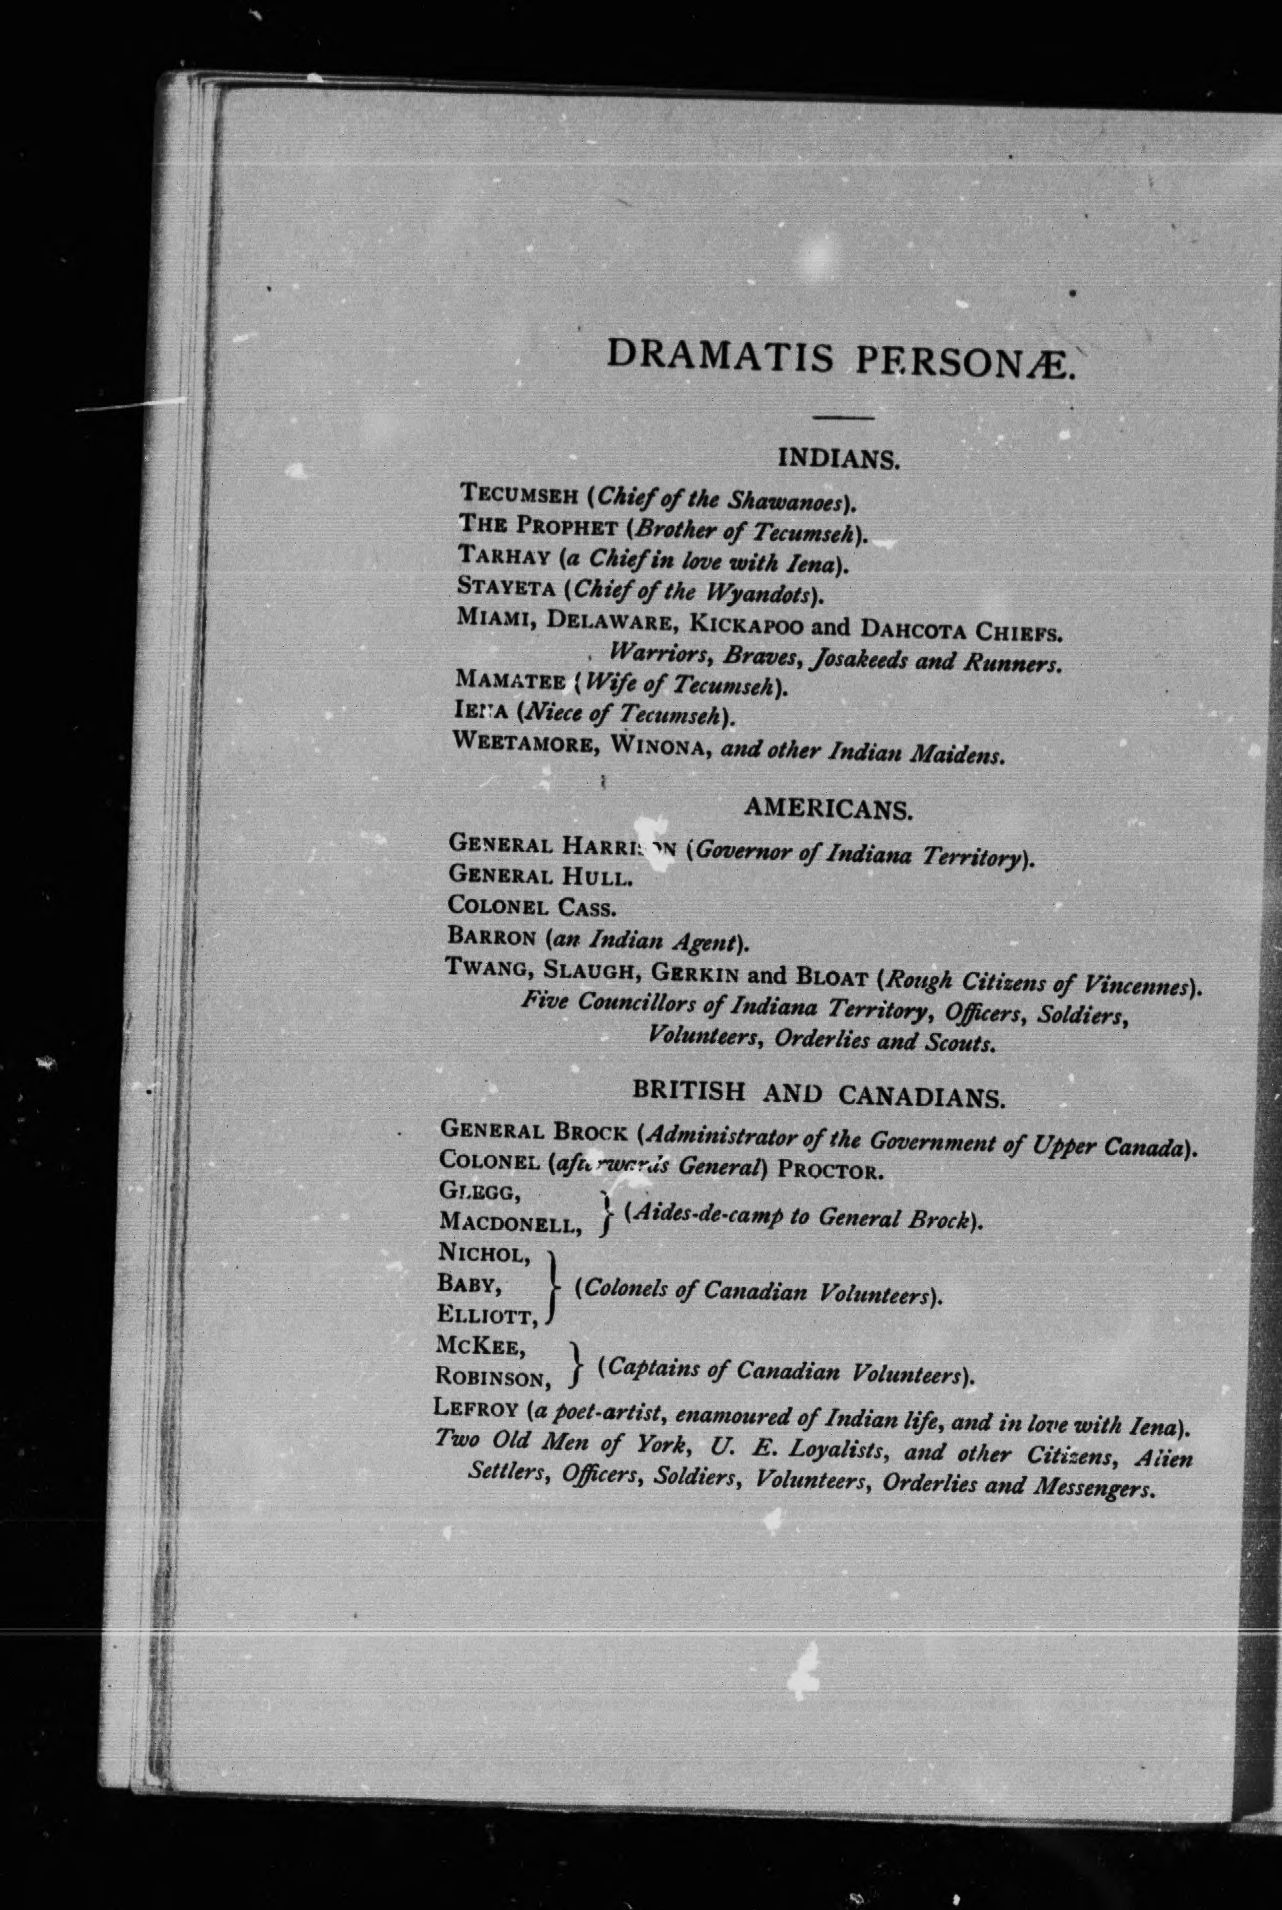 DRAMATIS PERSONÆ.
INDIANS.
TECUMSEH (Chief of the Shawanoes).
THE PROPHET (Brother of Tecumseh).
TARHAY (a Chief in love with Iena).
STAYETA (Chief of the Wyandots).
MIAMI, DELAWARE, KICKAPOO and DAHCOTA CHIEFS.
Warriors, Braves, Josakeeds and Runners.
MAMATEE (Wife of Tecumseh).
IENA (Niece of Tecumseh).
WEETAMORE, WINONA, and other Indian Maidens.
AMERICANS.
GENERAL HARRISON (Governor of Indiana Territory).
GENERAL HULL.
COLONEL CASS.
BARRON (an Indian Agent).
TWANG, SLAUGH, GERKIN and BLOAT (Rough Citizens of Vincennes).
Five Councillors of Indiana Territory, Officers, Soldiers,
Volunteers, Orderlies and Scouts.
BRITISH AND CANADIANS.
GENERAL BROCK (Administrator of the Government of Upper Canada).
COLONEL (afterwards General) PROCTOR.
GLEGG,
MACDONELL, } (Aides-de-camp to General Brock).
NICHOL,
BABY, } (Colonels of Canadian Volunteers).
ELLIOTT,
MCKEE,
ROBINSON, } (Captains of Canadian Volunteers).
LEFROY (a poet-artist, enamoured of Indian life, and in love with Iena).
Two Old Men of York, U. E. Loyalists, and other Citizens, Alien
Settlers, Officers, Soldiers, Volunteers, Orderlies and Messengers.